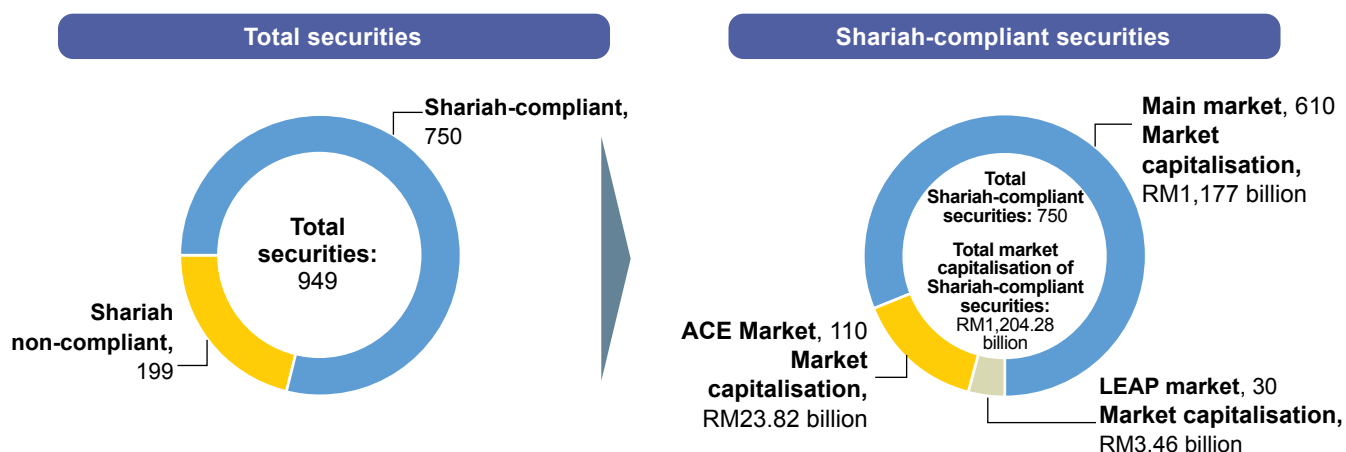 Total securities
Shariah-compliant,
750
Total
securities:
949
Shariah
non-compliant,
199
Shariah-compliant securities
Main market, 610
Market
capitalisation,
RM1,177 billion
Total
Shariah-compliant
securities: 750
Total market
capitalisation of
Shariah-compliant
securities:
RM1,204.28
billion
ACE Market, 110
Market
capitalisation,
RM23.82 billion
LEAP market, 30
Market capitalisation,
RM3.46 billion